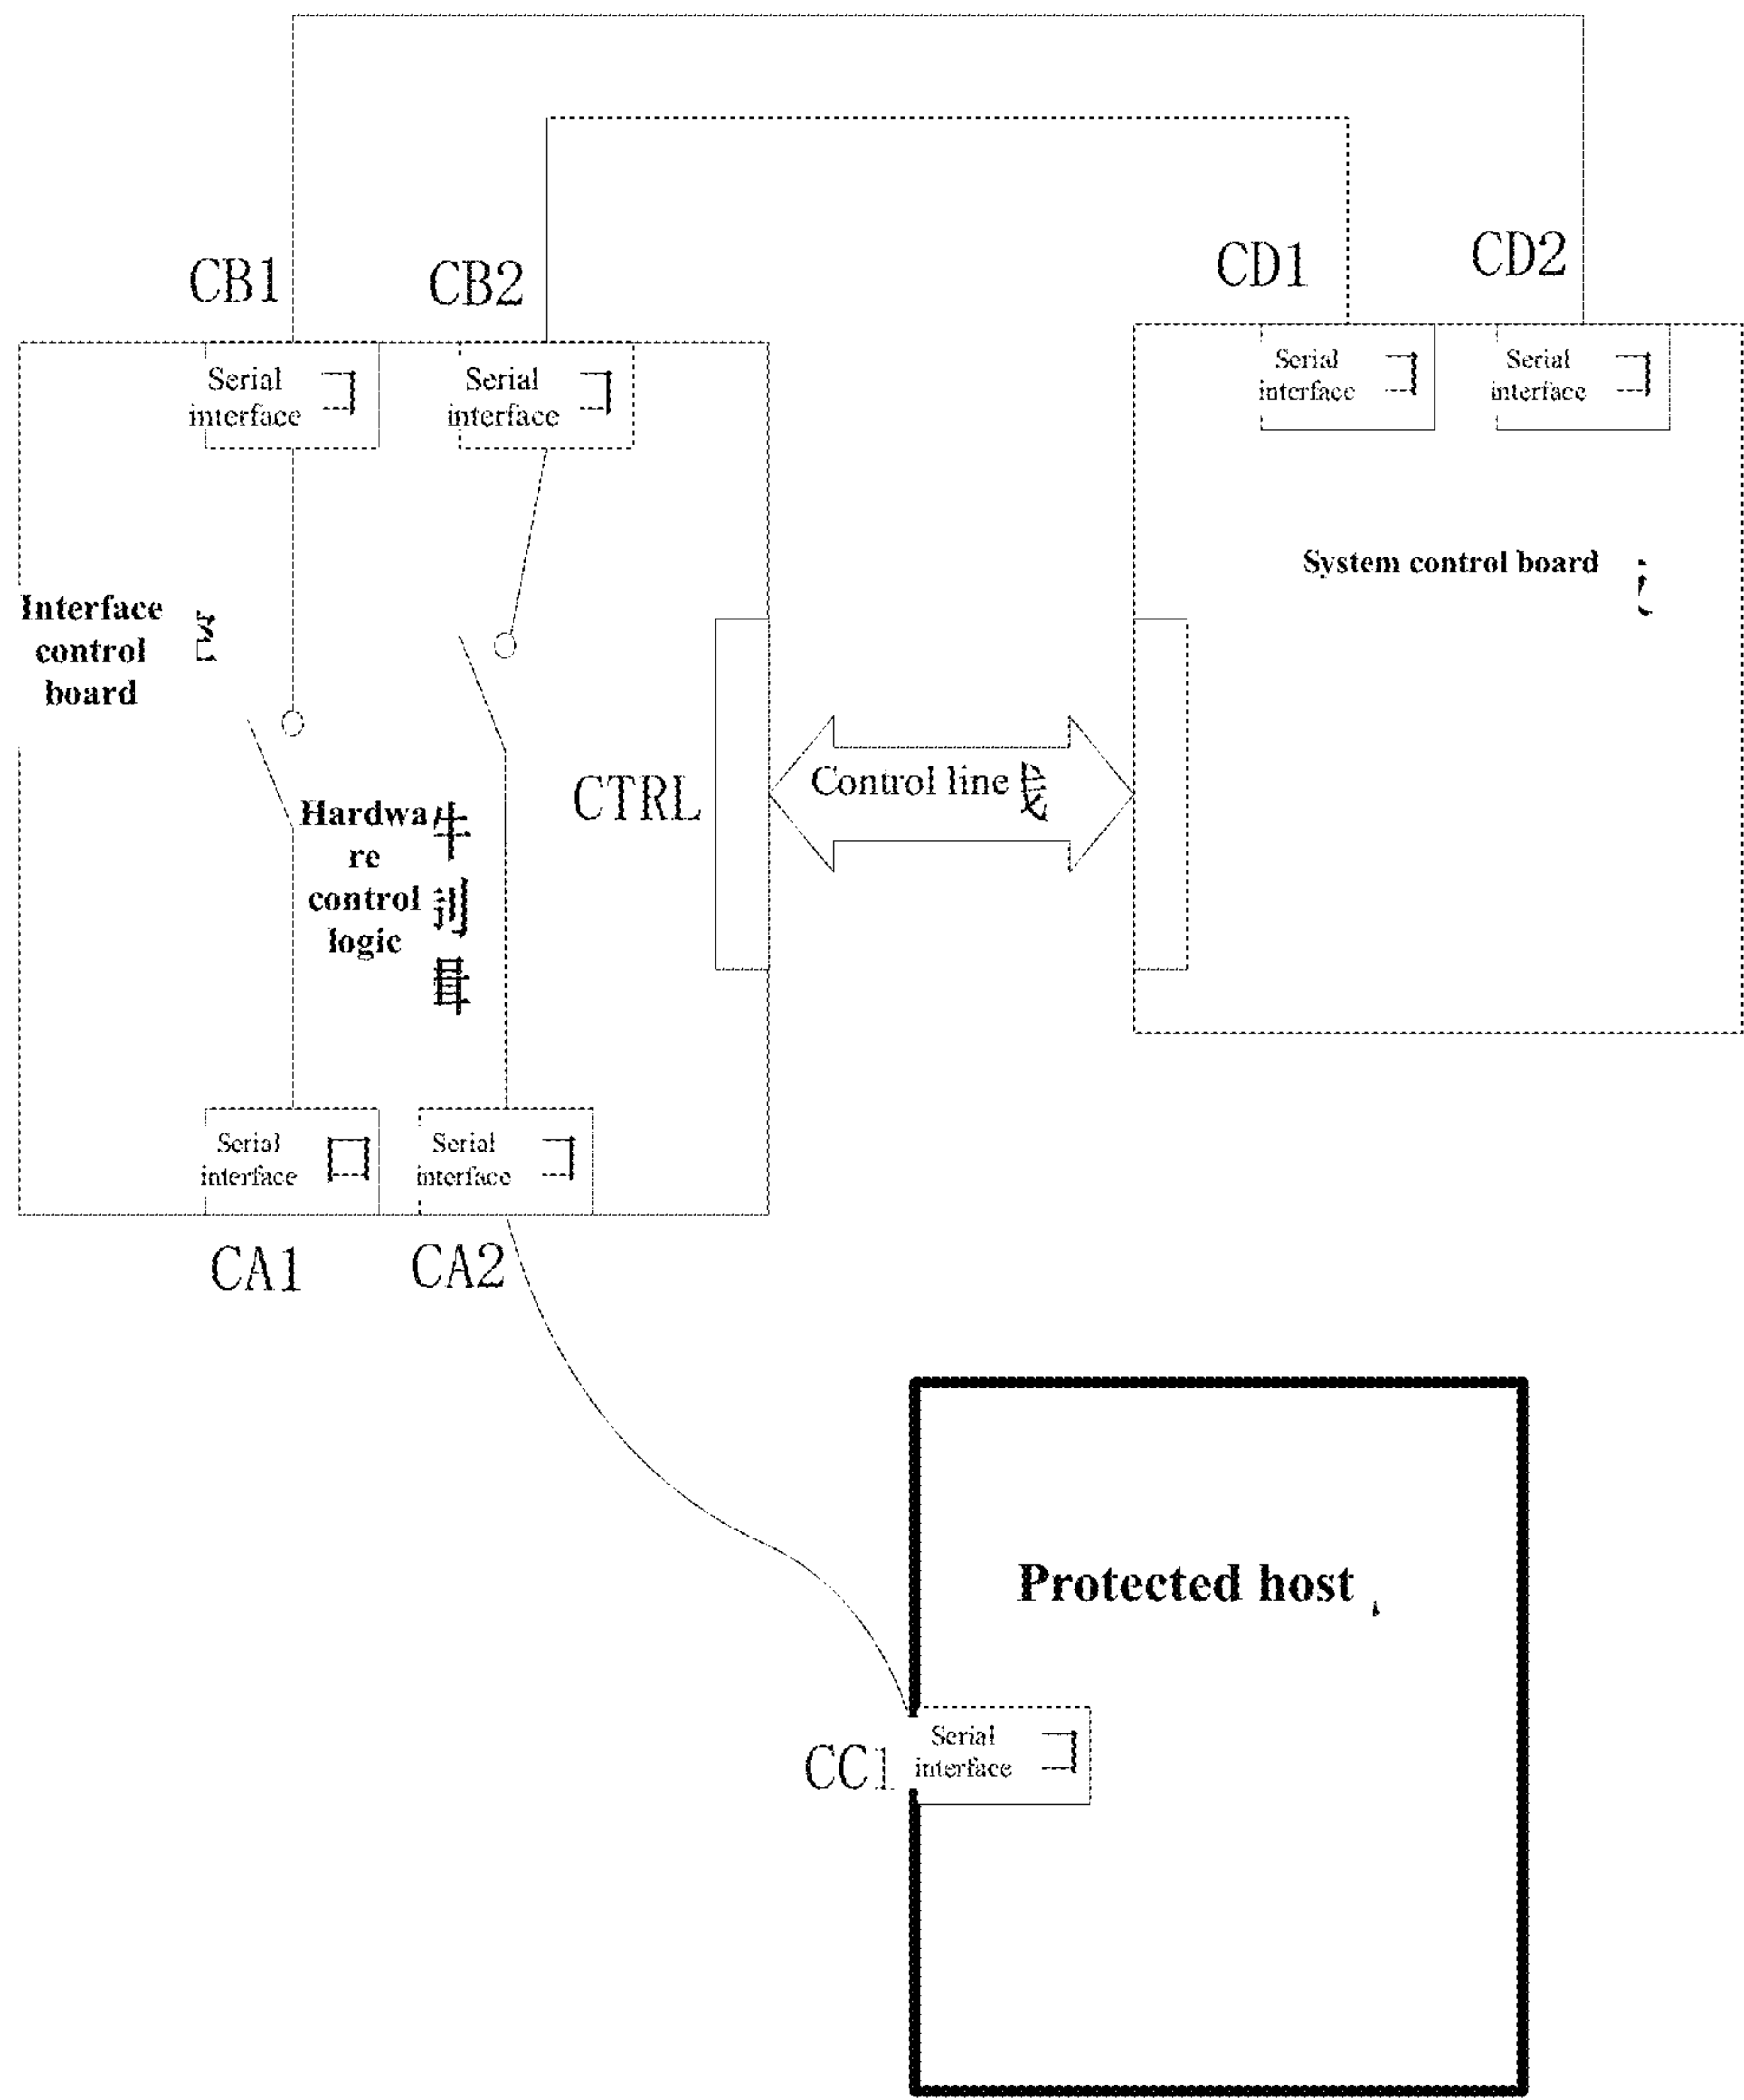 CB1
CB2
CD1
CD2
Serial
interface
Serial
interface
Serial
interface
Serial
interface
System control board
Interface
control
board
Hardwa
re
control
logic
CTRL
Control line
Serial
interface
Serial
interface
CA1
CA2
Protected host
CC1
Serial
interface